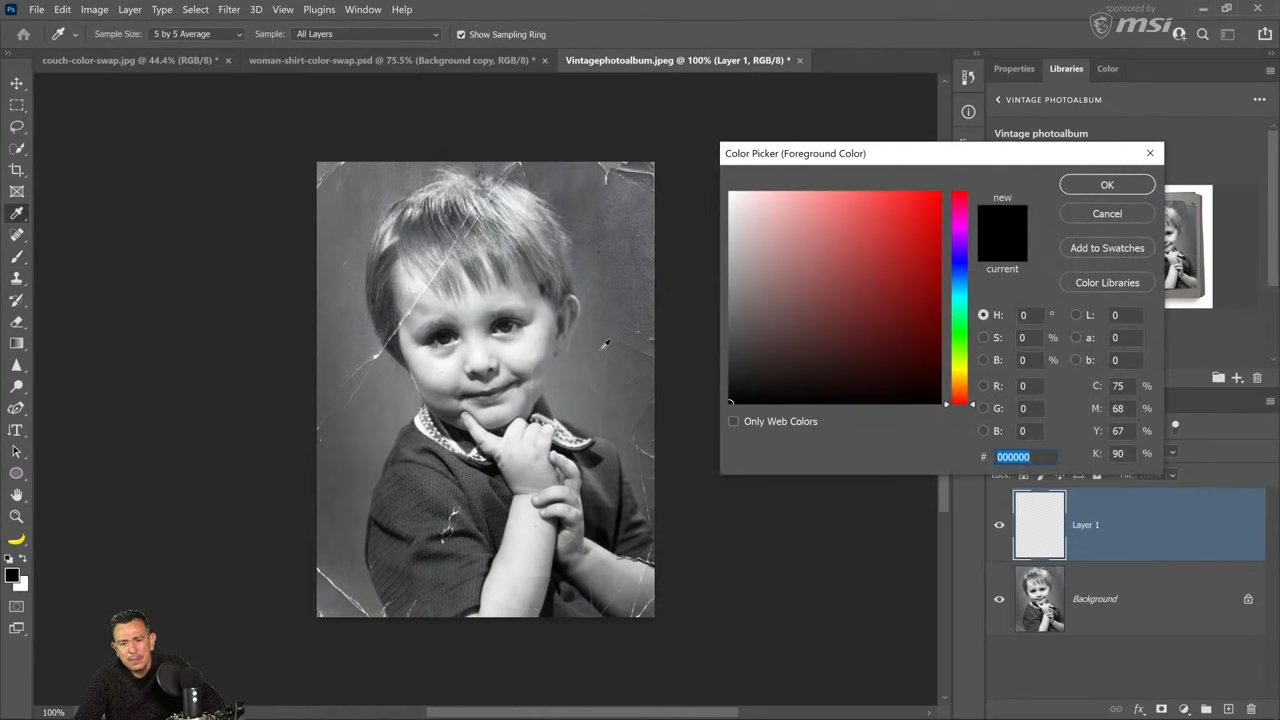 Ps File Edit Image Layer Type Select Filter 3D View Plugins Window Help
sponsored by
msi
Sample Size: 5 by 5 Average Sample: All Layers Show Sampling Ring
couch-color-swap.jpg @ 44.4% (RGB/8) * × woman-shirt-color-swap.psd @ 75.5% (Background copy, RGB/8) * × Vintagephotoalbum.jpeg @ 100% (Layer 1, RGB/8) * ×
Properties Libraries Color
VINTAGE PHOTOALBUM
Vintage photoalbum
Color Picker (Foreground Color)
new
current
OK
Cancel
Add to Swatches
Color Libraries
H: 0 ° L: 0
S: 0 % a: 0
B: 0 % b: 0
R: 0 C: 75 %
G: 0 M: 68 %
B: 0 Y: 67 %
# 000000 K: 90 %
Only Web Colors
Lock: Fill:
Layer 1
Background
100%
fx